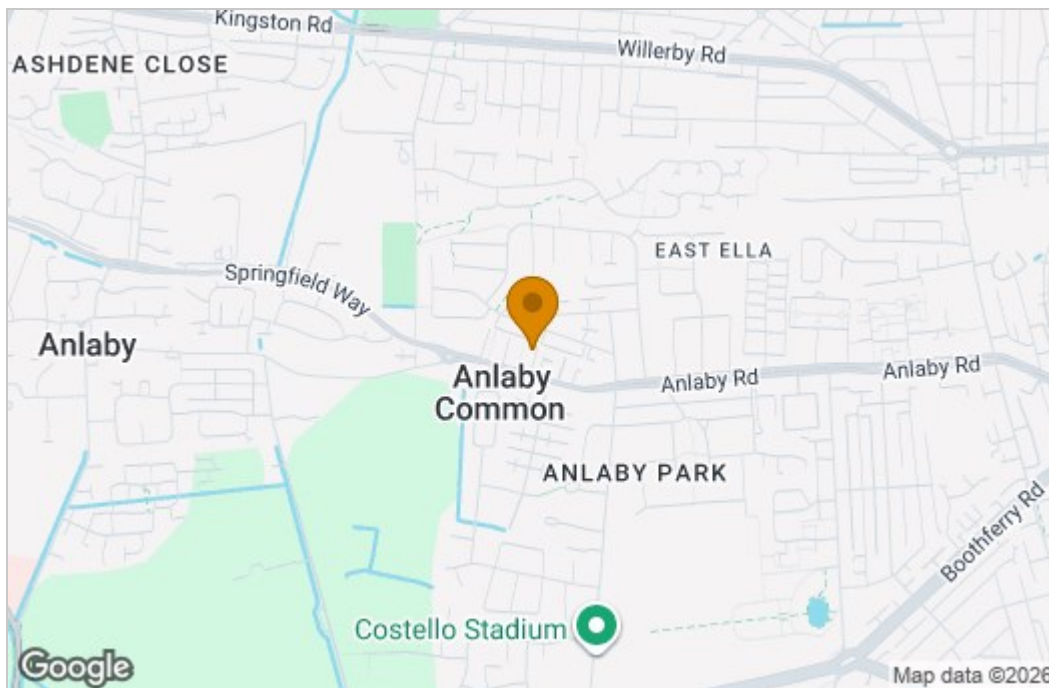 Kingston Rd
Willerby Rd
ASHDENE CLOSE
EAST ELLA
Springfield Way
Anlaby
Anlaby
Common
Anlaby Rd
Anlaby Rd
ANLABY PARK
Boothferry Rd
Costello Stadium
Google
Map data ©2026